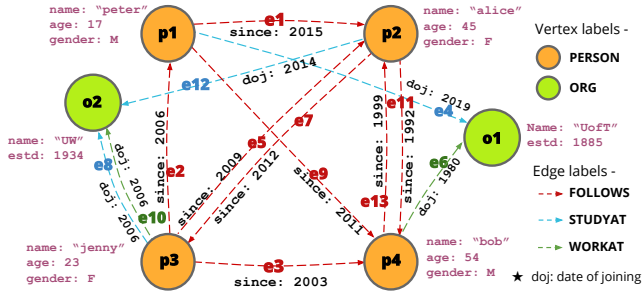 name: "peter"
age: 17
gender: M
p1
e1
since: 2015
p2
name: "alice"
age: 45
gender: F
Vertex labels -
PERSON
ORG
o2
name: "UW"
estd: 1934
e12
doj: 2014
doj: 2019
e4
o1
Name: "UofT"
estd: 1885
e8
doj: 2006
doj: 2006
e10
since: 2006
e2
e5
since: 2009
e7
since: 2012
e9
since: 2011
since: 1999
e13
e11
since: 1992
e6
doj: 1980
Edge labels -
FOLLOWS
STUDYAT
WORKAT
★ doj: date of joining
name: "jenny"
age: 23
gender: F
p3
e3
since: 2003
p4
name: "bob"
age: 54
gender: M